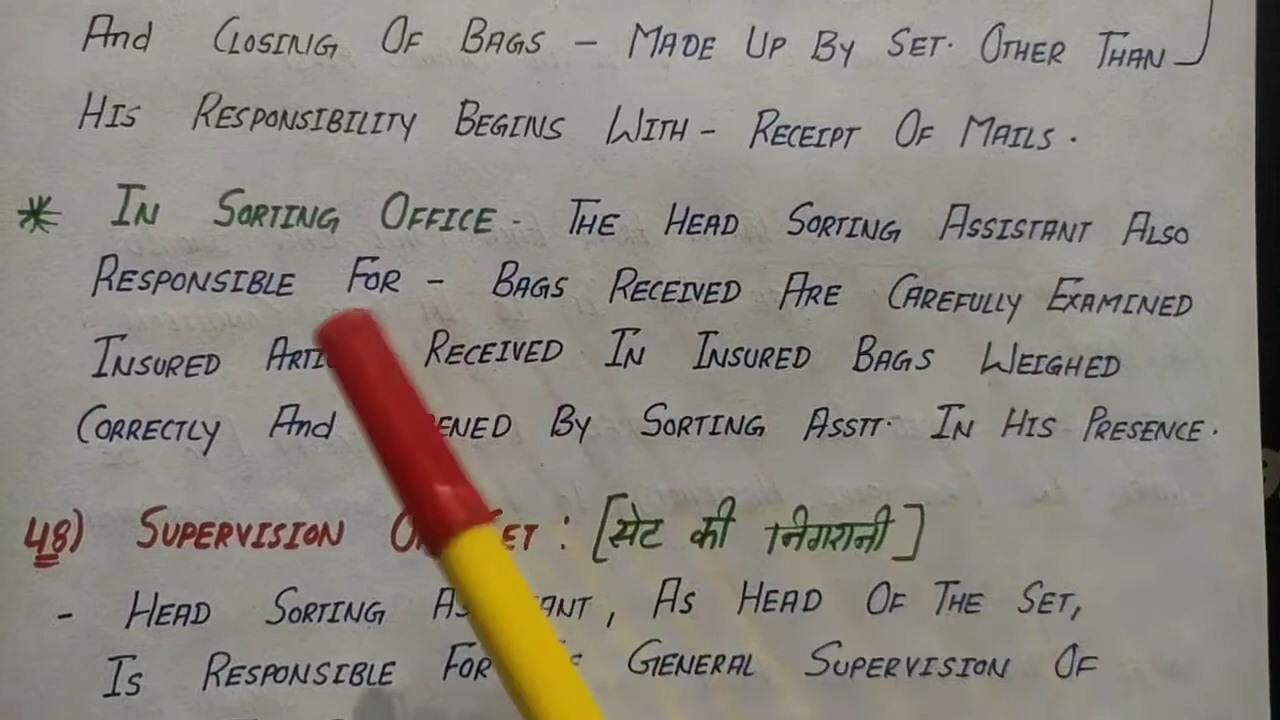 And Closing Of Bags - Made Up By Set. Other Than
His Responsibility Begins With - Receipt Of Mails.
* In Sorting Office - The Head Sorting Assistant Also
Responsible For - Bags Received Are Carefully Examined
Insured Received In Insured Bags Weighed
Correctly And By Sorting Asstt. In His Presence.
48) Supervision : [सेट की निगरानी]
- Head Sorting , As Head Of The Set,
Is Responsible For General Supervision Of